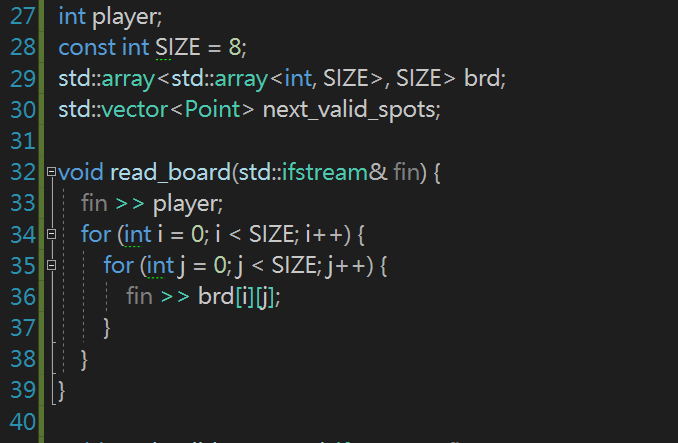 27 int player;
28 const int SIZE = 8;
29 std::array<std::array<int, SIZE>, SIZE> brd;
30 std::vector<Point> next_valid_spots;
31
32 void read_board(std::ifstream& fin) {
33 fin >> player;
34 for (int i = 0; i < SIZE; i++) {
35 for (int j = 0; j < SIZE; j++) {
36 fin >> brd[i][j];
37 }
38 }
39 }
40